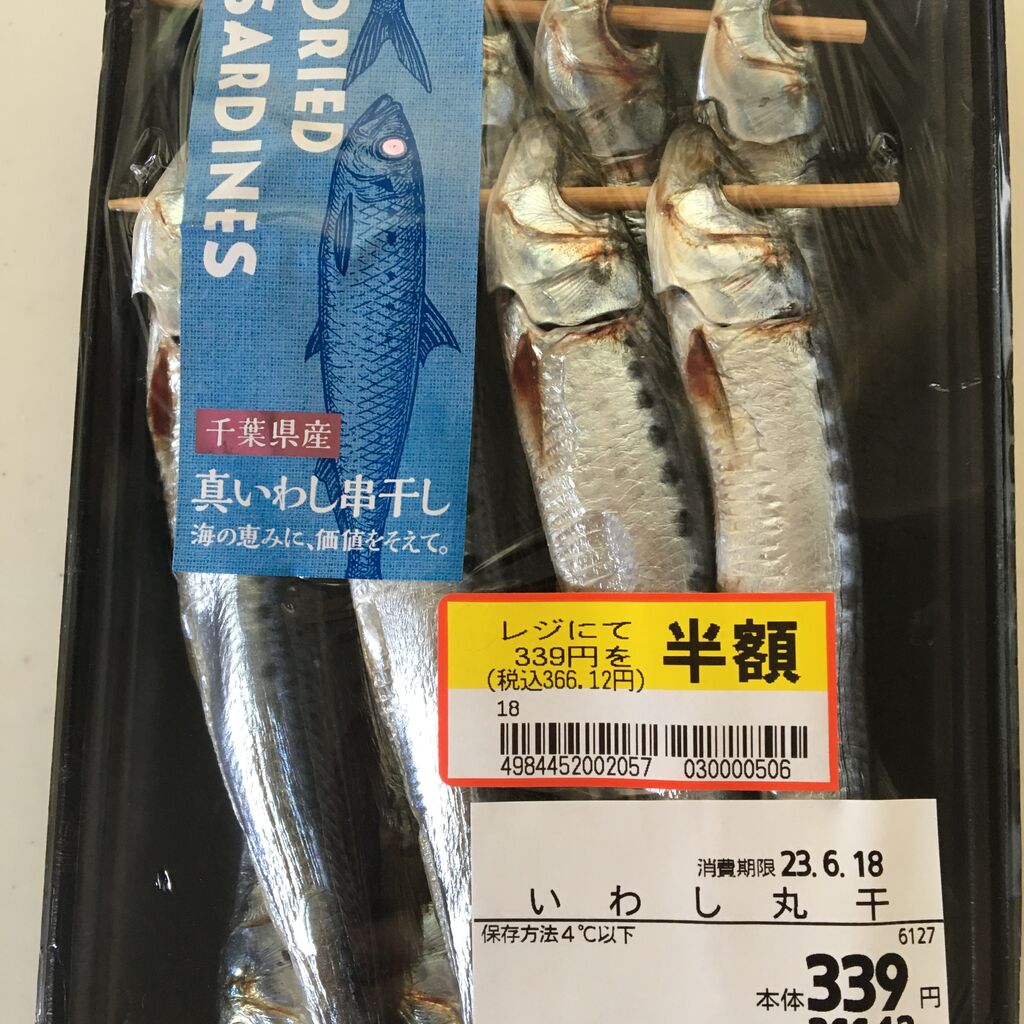 DRIED
SARDINES
千葉県産
真いわし串干し
海の恵みに、価値をそえて。
レジにて
339円を
(税込366.12円)
半額
18
4984452002057 030000506
消費期限 23.6.18
いわし丸干
保存方法4℃以下 6127
本体339円